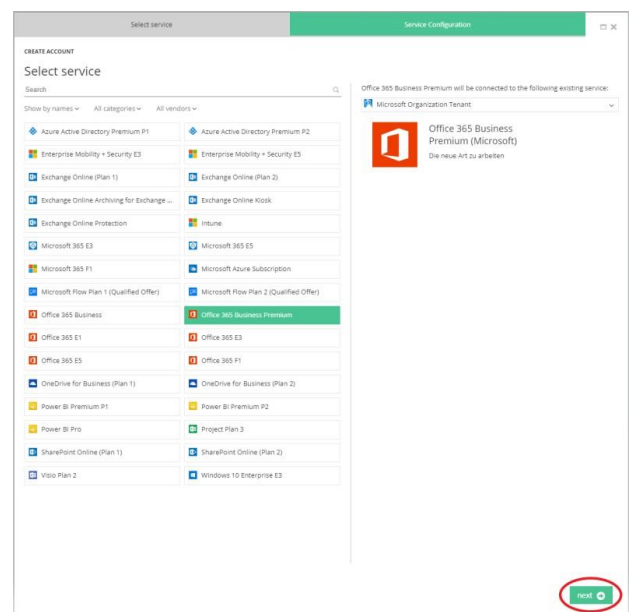 Select service
Service Configuration
CREATE ACCOUNT
Select service
Search
Show by names
All categories
All vendors
Azure Active Directory Premium P1
Azure Active Directory Premium P2
Enterprise Mobility + Security E3
Enterprise Mobility + Security E5
Exchange Online (Plan 1)
Exchange Online (Plan 2)
Exchange Online Archiving for Exchange ...
Exchange Online Kiosk
Exchange Online Protection
Intune
Microsoft 365 E3
Microsoft 365 E5
Microsoft 365 F1
Microsoft Azure Subscription
Microsoft Flow Plan 1 (Qualified Offer)
Microsoft Flow Plan 2 (Qualified Offer)
Office 365 Business
Office 365 Business Premium
Office 365 E1
Office 365 E3
Office 365 E5
Office 365 F1
OneDrive for Business (Plan 1)
OneDrive for Business (Plan 2)
Power BI Premium P1
Power BI Premium P2
Power BI Pro
Project Plan 3
SharePoint Online (Plan 1)
SharePoint Online (Plan 2)
Visio Plan 2
Windows 10 Enterprise E3
Office 365 Business Premium will be connected to the following existing service:
Microsoft Organization Tenant
Office 365 Business
Premium (Microsoft)
Die neue Art zu arbeiten
next